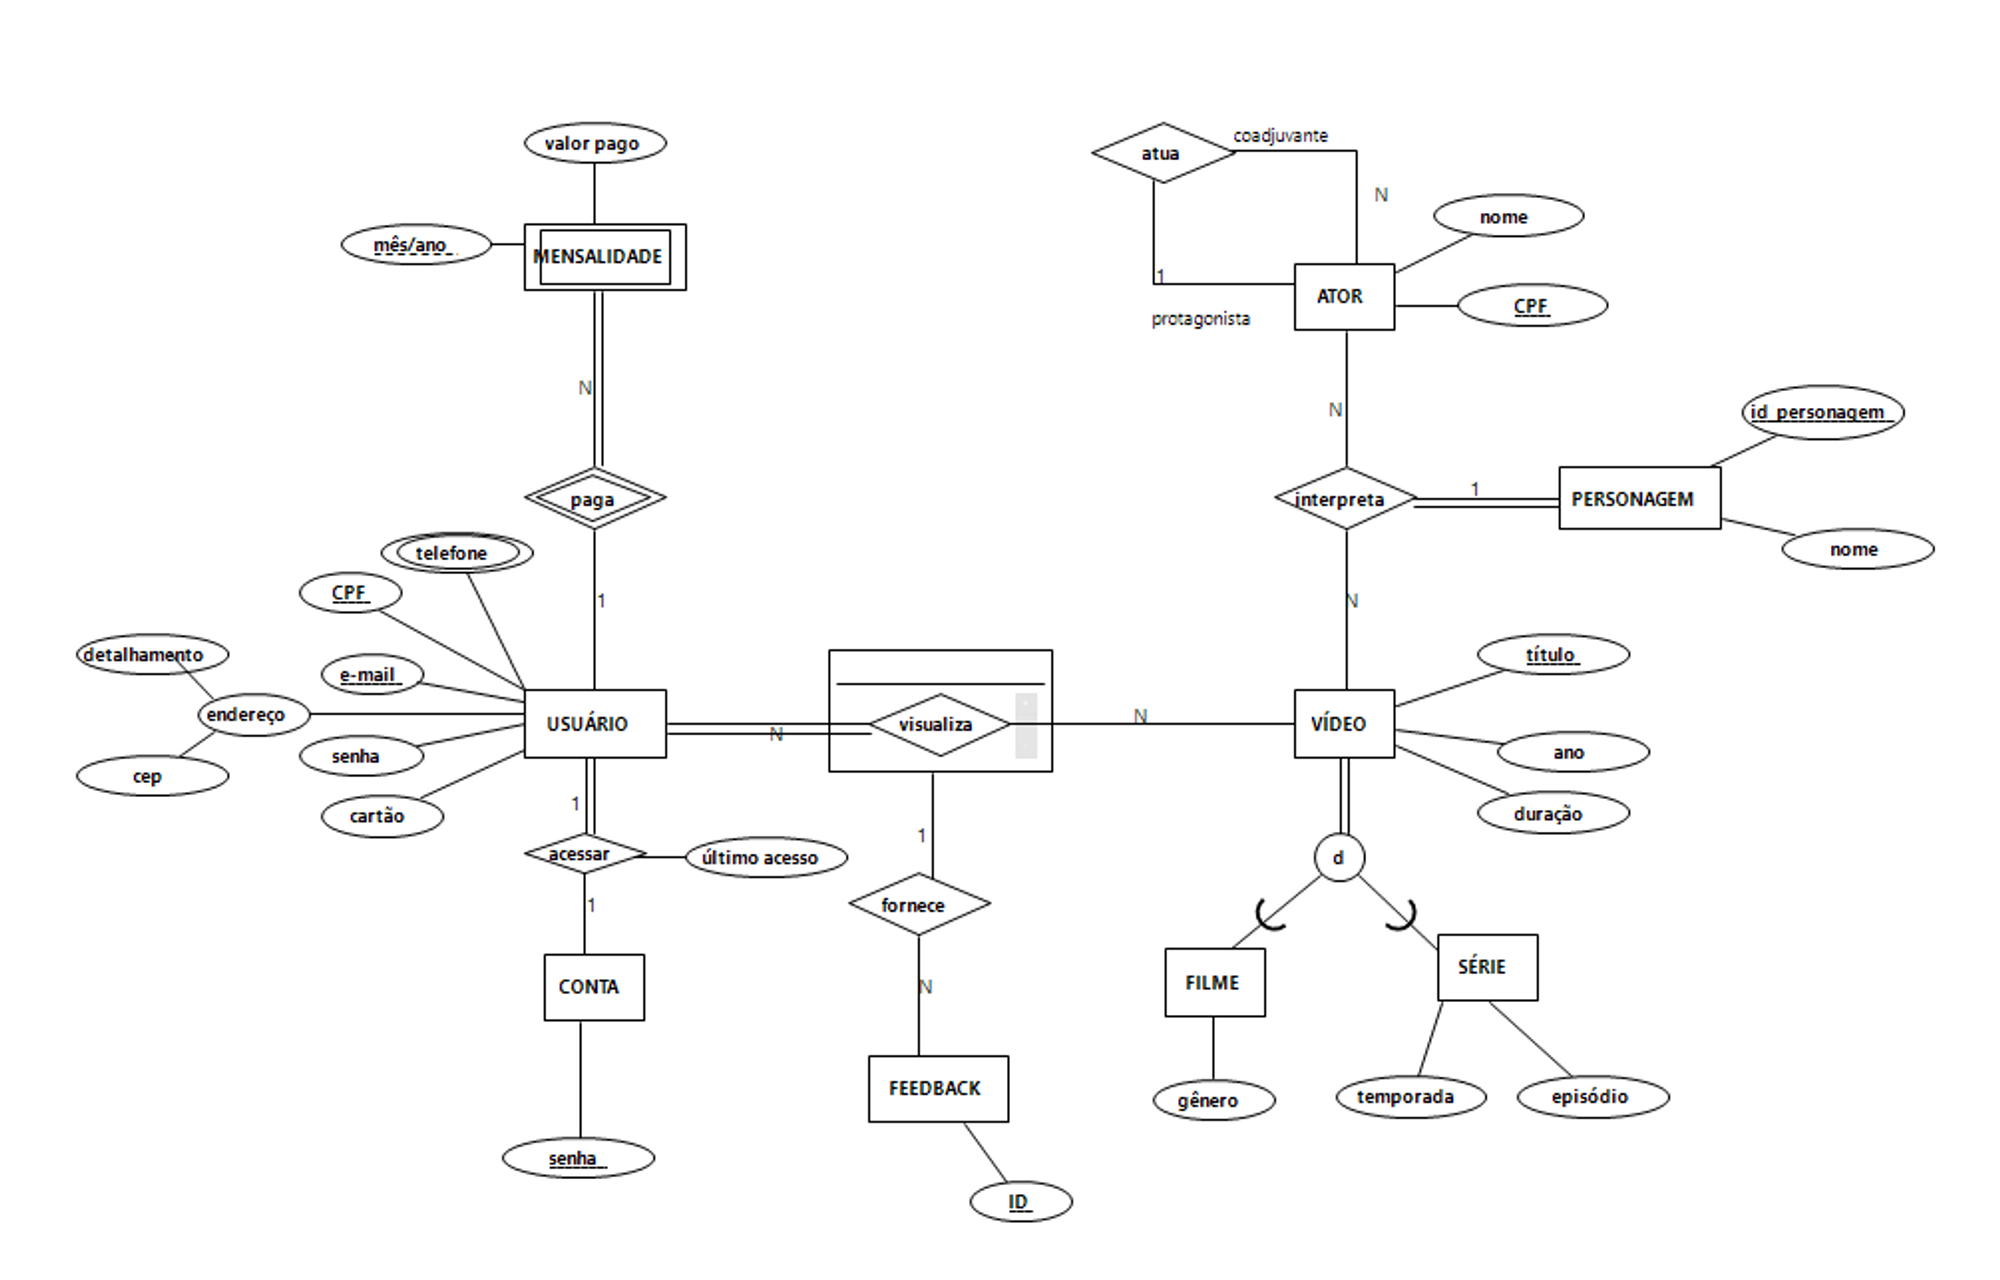 valor pago
coadjuvante
atua
N
nome
mês/ano
MENSALIDADE
1
ATOR
CPF
protagonista
N
N
id_personagem
paga
interpreta
1
PERSONAGEM
telefone
nome
CPF
1
N
detalhamento
e-mail
título
endereço
USUÁRIO
N
visualiza
N
VÍDEO
senha
ano
cep
cartão
1
duração
1
acessar
último acesso
d
1
fornece
FILME
SÉRIE
CONTA
N
FEEDBACK
gênero
temporada
episódio
senha
ID